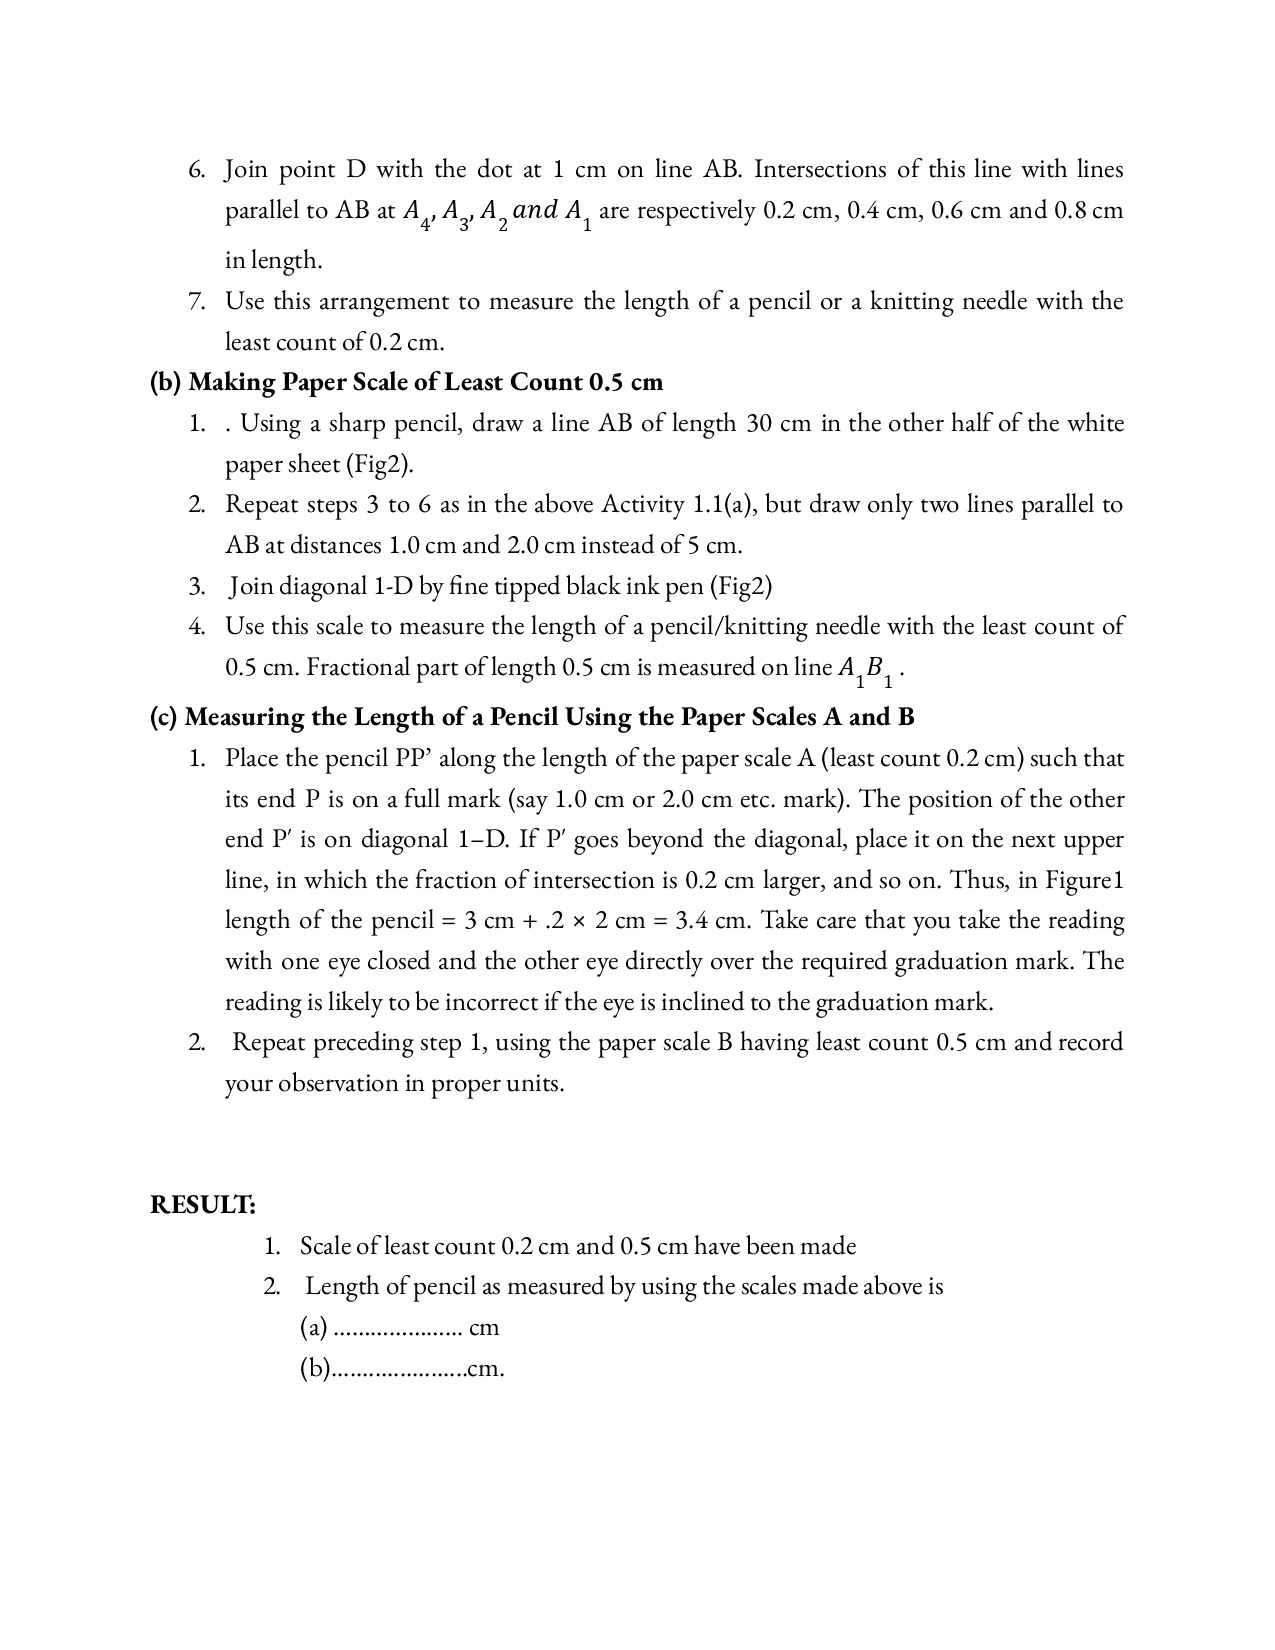 6. Join point D with the dot at 1 cm on line AB. Intersections of this line with lines
parallel to AB at A₄, A₃, A₂ and A₁ are respectively 0.2 cm, 0.4 cm, 0.6 cm and 0.8 cm
in length.
7. Use this arrangement to measure the length of a pencil or a knitting needle with the
least count of 0.2 cm.
(b) Making Paper Scale of Least Count 0.5 cm
1. . Using a sharp pencil, draw a line AB of length 30 cm in the other half of the white
paper sheet (Fig2).
2. Repeat steps 3 to 6 as in the above Activity 1.1(a), but draw only two lines parallel to
AB at distances 1.0 cm and 2.0 cm instead of 5 cm.
3. Join diagonal 1-D by fine tipped black ink pen (Fig2)
4. Use this scale to measure the length of a pencil/knitting needle with the least count of
0.5 cm. Fractional part of length 0.5 cm is measured on line A₁B₁ .
(c) Measuring the Length of a Pencil Using the Paper Scales A and B
1. Place the pencil PP’ along the length of the paper scale A (least count 0.2 cm) such that
its end P is on a full mark (say 1.0 cm or 2.0 cm etc. mark). The position of the other
end P′ is on diagonal 1–D. If P′ goes beyond the diagonal, place it on the next upper
line, in which the fraction of intersection is 0.2 cm larger, and so on. Thus, in Figure1
length of the pencil = 3 cm + .2 × 2 cm = 3.4 cm. Take care that you take the reading
with one eye closed and the other eye directly over the required graduation mark. The
reading is likely to be incorrect if the eye is inclined to the graduation mark.
2. Repeat preceding step 1, using the paper scale B having least count 0.5 cm and record
your observation in proper units.
RESULT:
1. Scale of least count 0.2 cm and 0.5 cm have been made
2. Length of pencil as measured by using the scales made above is
(a) ..................... cm
(b)......................cm.